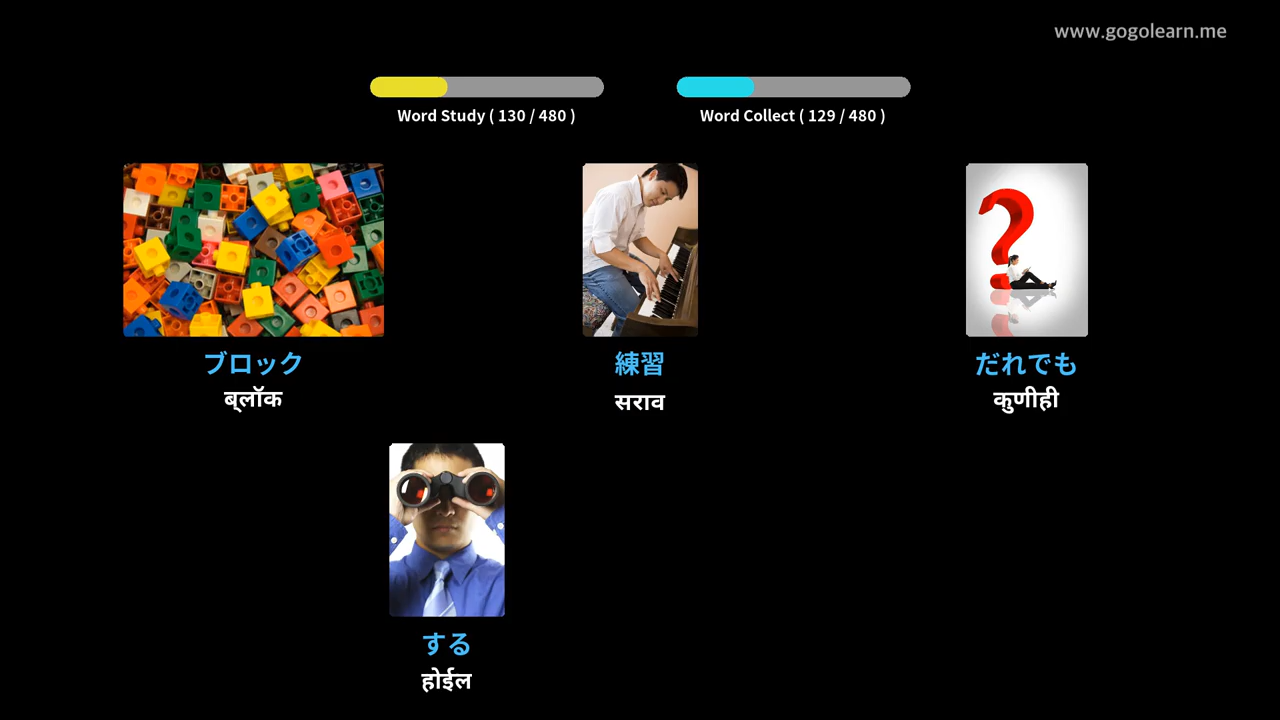 www.gogolearn.me
Word Study ( 130 / 480 )
Word Collect ( 129 / 480 )
ブロック
ब्लॉक
練習
सराव
だれでも
कुणीही
する
होईल